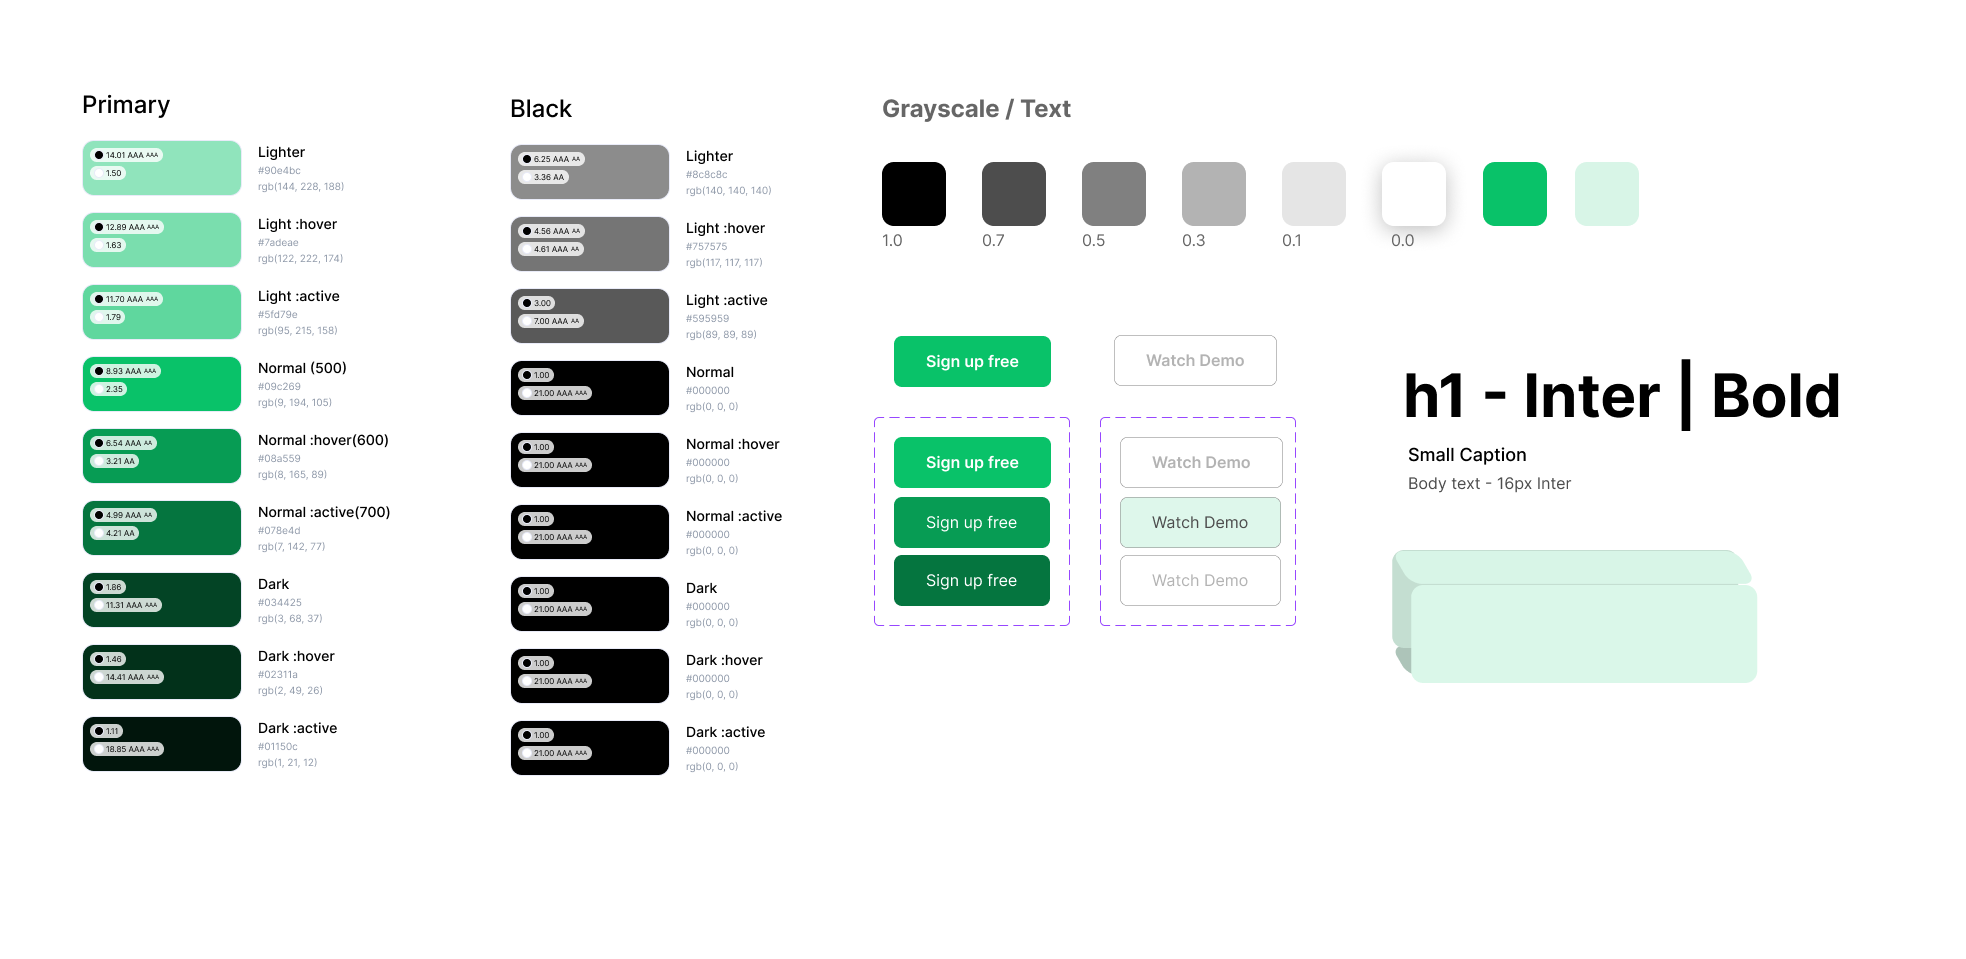 Primary
14.01 AAA AAA
1.50
Lighter
#90e4bc
rgb(144, 228, 188)
12.89 AAA AAA
1.63
Light :hover
#7adeae
rgb(122, 222, 174)
11.70 AAA AAA
1.79
Light :active
#5fd79e
rgb(95, 215, 158)
8.93 AAA AAA
2.35
Normal (500)
#09c269
rgb(9, 194, 105)
6.54 AAA AA
3.21 AA
Normal :hover(600)
#08a559
rgb(8, 165, 89)
4.99 AAA AA
4.21 AA
Normal :active(700)
#078e4d
rgb(7, 142, 77)
1.86
11.31 AAA AAA
Dark
#034425
rgb(3, 68, 37)
1.46
14.41 AAA AAA
Dark :hover
#02311a
rgb(2, 49, 26)
1.11
18.85 AAA AAA
Dark :active
#01150c
rgb(1, 21, 12)
Black
6.25 AAA AA
3.36 AA
Lighter
#8c8c8c
rgb(140, 140, 140)
4.56 AAA AA
4.61 AAA AA
Light :hover
#757575
rgb(117, 117, 117)
3.00
7.00 AAA AA
Light :active
#595959
rgb(89, 89, 89)
1.00
21.00 AAA AAA
Normal
#000000
rgb(0, 0, 0)
1.00
21.00 AAA AAA
Normal :hover
#000000
rgb(0, 0, 0)
1.00
21.00 AAA AAA
Normal :active
#000000
rgb(0, 0, 0)
1.00
21.00 AAA AAA
Dark
#000000
rgb(0, 0, 0)
1.00
21.00 AAA AAA
Dark :hover
#000000
rgb(0, 0, 0)
1.00
21.00 AAA AAA
Dark :active
#000000
rgb(0, 0, 0)
Grayscale / Text
1.0
0.7
0.5
0.3
0.1
0.0
Sign up free
Watch Demo
Sign up free
Sign up free
Sign up free
Watch Demo
Watch Demo
Watch Demo
h1 - Inter | Bold
Small Caption
Body text - 16px Inter